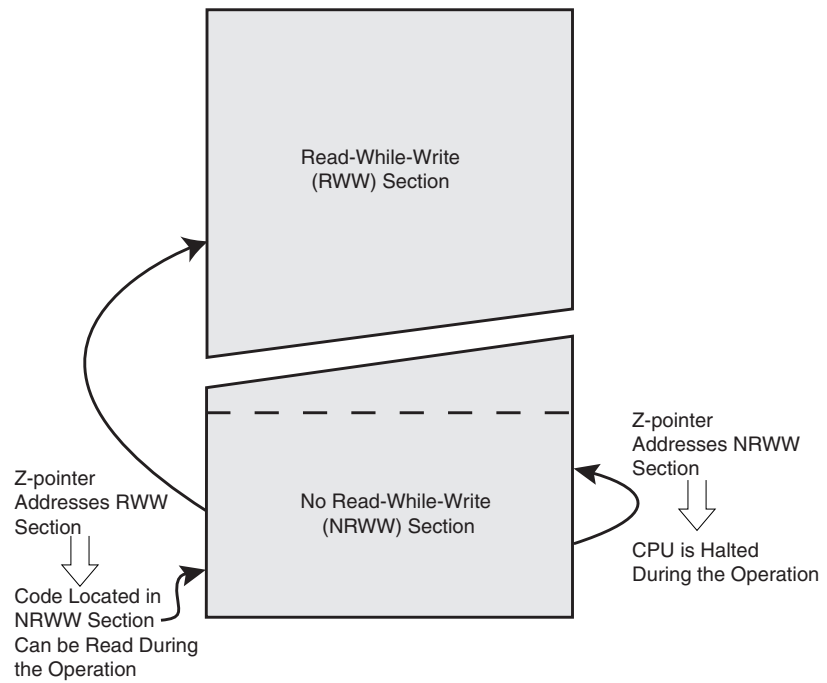 Read-While-Write
(RWW) Section
Z-pointer
Addresses NRWW
Section
CPU is Halted
During the Operation
No Read-While-Write
(NRWW) Section
Z-pointer
Addresses RWW
Section
Code Located in
NRWW Section
Can be Read During
the Operation